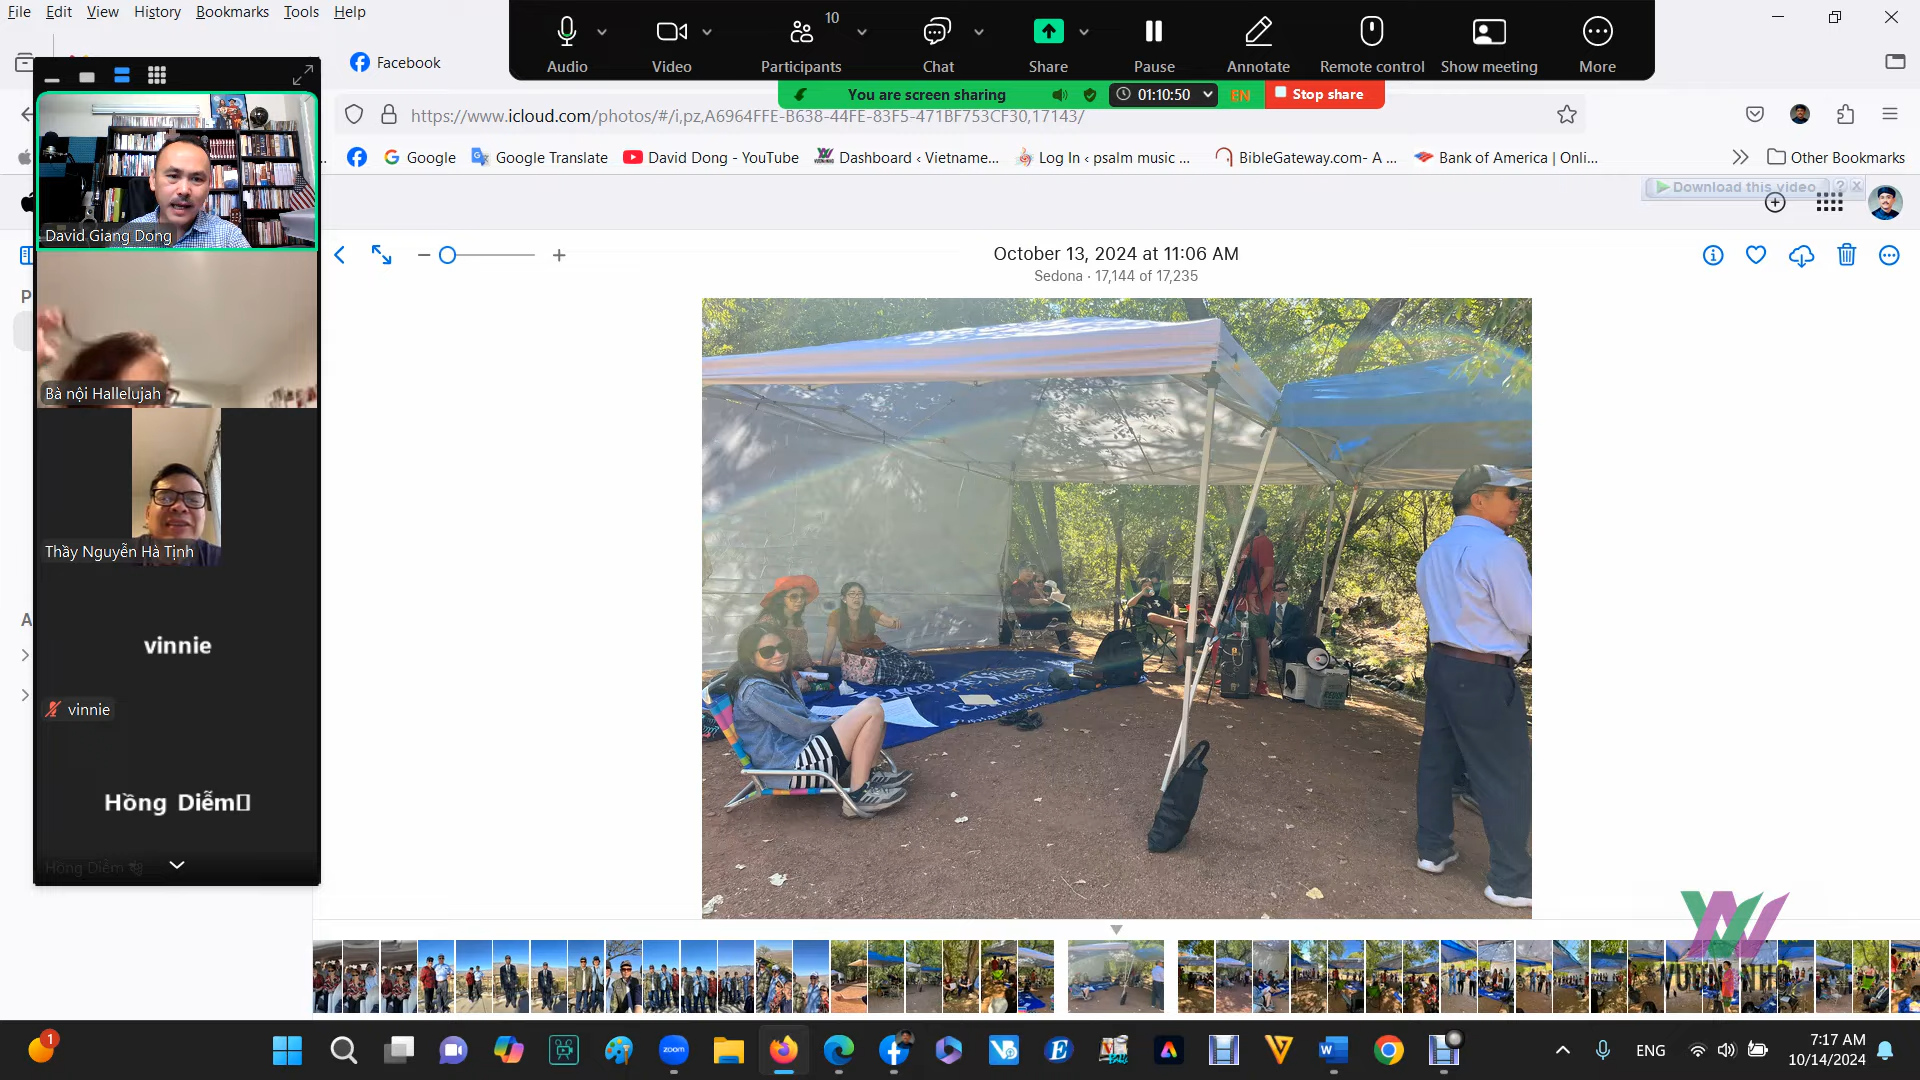 File Edit View History Bookmarks Tools Help
Audio Video Participants 10 Chat Share Pause Annotate Remote control Show meeting More
Facebook
You are screen sharing 01:10:50 EN Stop share
https://www.icloud.com/photos/#/i,pz,A6964FFE-B638-44FE-83F5-471BF753CF30,17143/
Google Google Translate David Dong - YouTube Dashboard ‹ Vietname... Log In ‹ psalm music ... BibleGateway.com- A ... Bank of America | Onli... Other Bookmarks
Download this video ? X
October 13, 2024 at 11:06 AM
Sedona · 17,144 of 17,235
David Giang Dong
Bà nội Hallelujah
Thầy Nguyễn Hà Tịnh
vinnie
vinnie
Hồng Diễm
Hồng Diễm
P
A
1
zoom
ENG
7:17 AM
10/14/2024